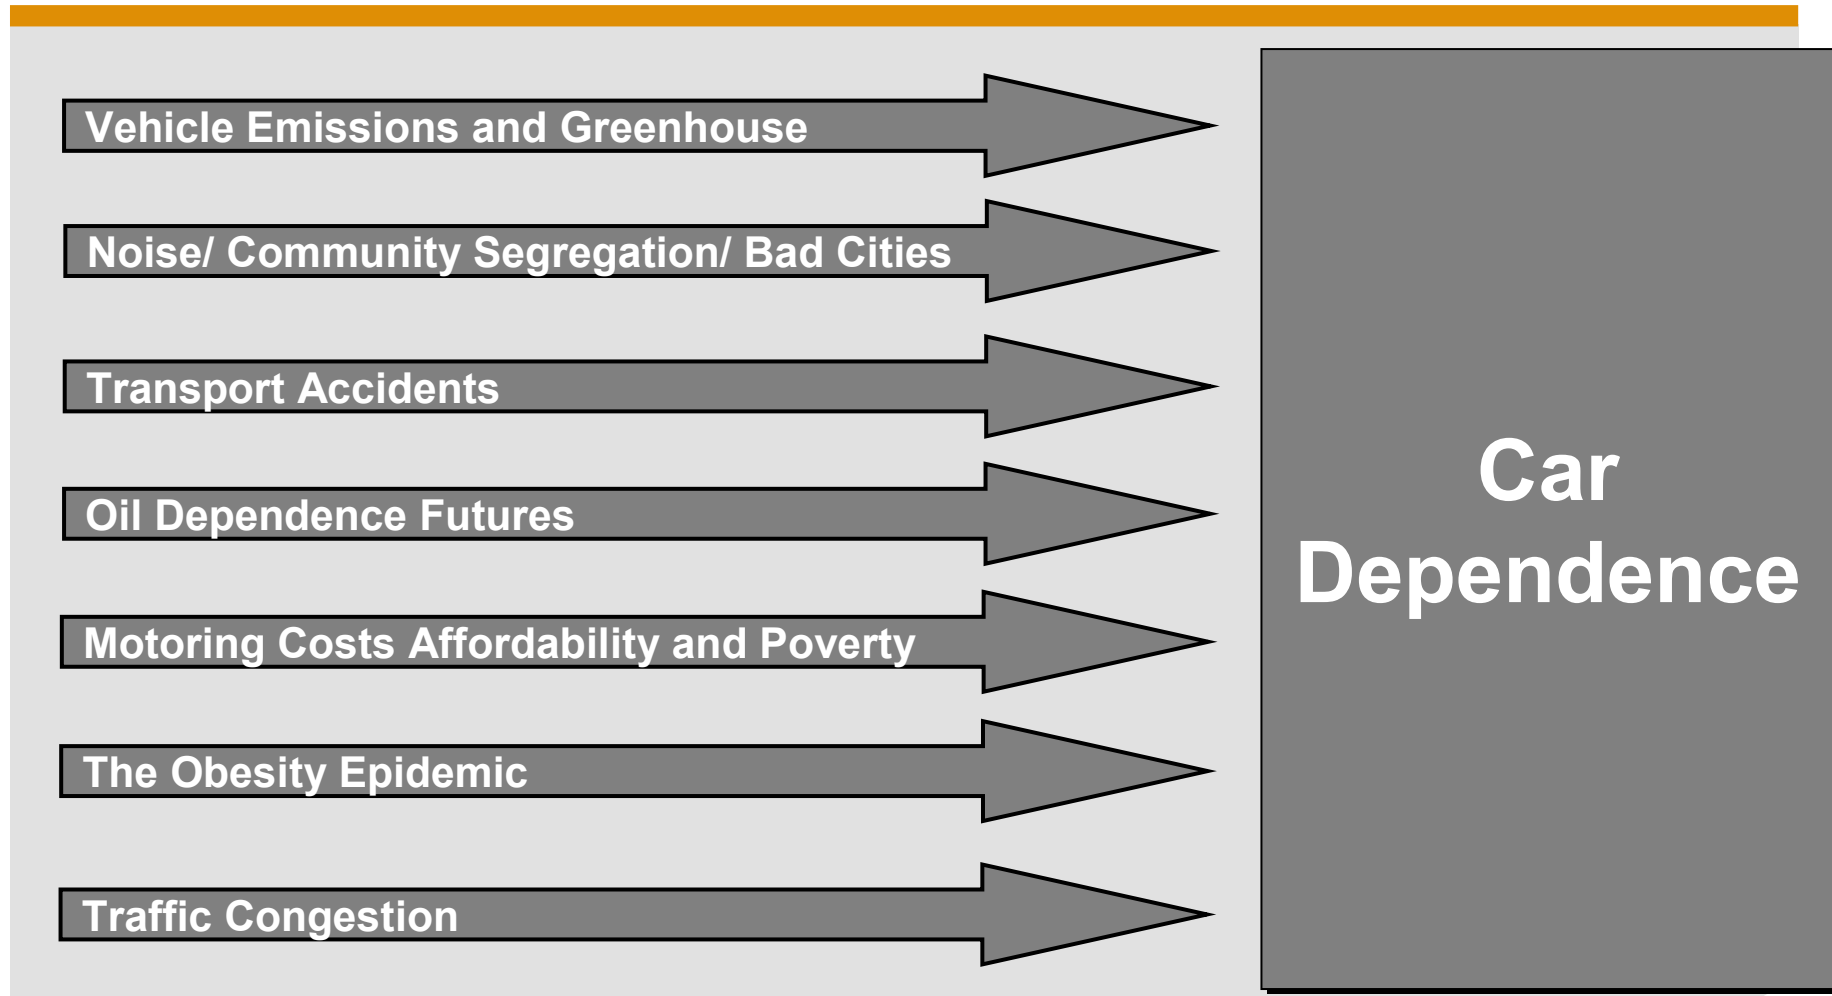 Vehicle Emissions and Greenhouse
Noise/ Community Segregation/ Bad Cities
Transport Accidents
Oil Dependence Futures
Motoring Costs Affordability and Poverty
The Obesity Epidemic
Traffic Congestion
Car
Dependence